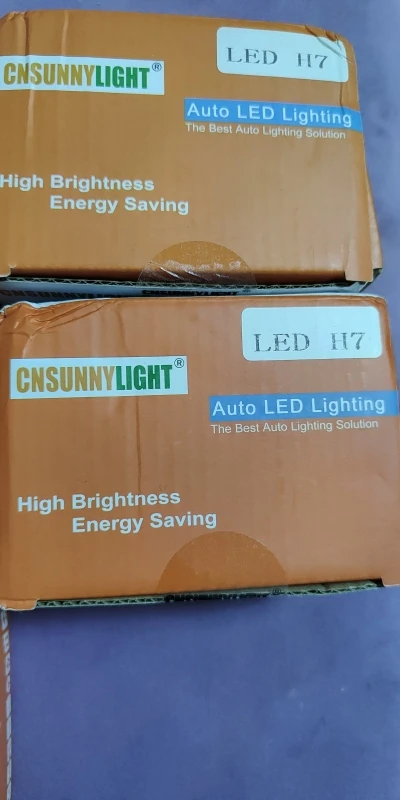 LED H7
CNSUNNYLIGHT®
Auto LED Lighting
The Best Auto Lighting Solution
High Brightness
Energy Saving
LED H7
CNSUNNYLIGHT®
Auto LED Lighting
The Best Auto Lighting Solution
High Brightness
Energy Saving